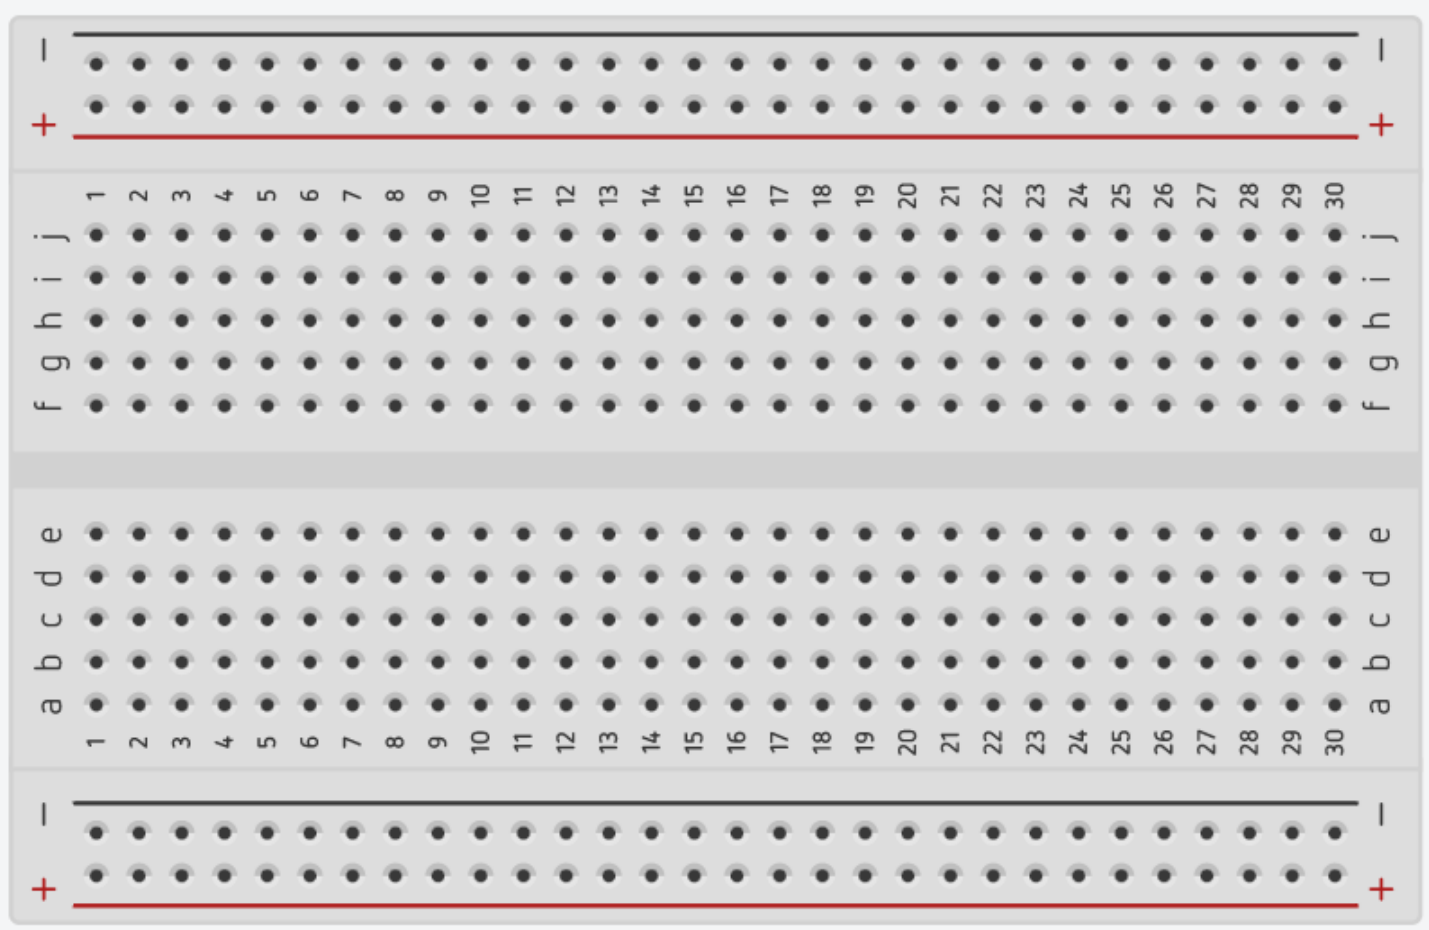 − −
+ +
1 2 3 4 5 6 7 8 9 10 11 12 13 14 15 16 17 18 19 20 21 22 23 24 25 26 27 28 29 30
j j
i i
h h
g g
f f
e e
d d
c c
b b
a a
1 2 3 4 5 6 7 8 9 10 11 12 13 14 15 16 17 18 19 20 21 22 23 24 25 26 27 28 29 30
− −
+ +